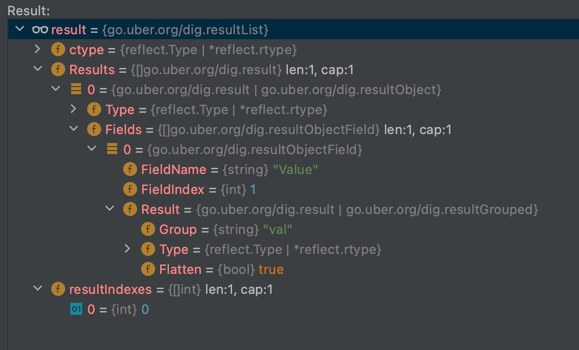 Result:
result = {go.uber.org/dig.resultList}
f ctype = {reflect.Type | *reflect.rtype}
f Results = {[]go.uber.org/dig.result} len:1, cap:1
0 = {go.uber.org/dig.result | go.uber.org/dig.resultObject}
f Type = {reflect.Type | *reflect.rtype}
f Fields = {[]go.uber.org/dig.resultObjectField} len:1, cap:1
0 = {go.uber.org/dig.resultObjectField}
f FieldName = {string} "Value"
f FieldIndex = {int} 1
f Result = {go.uber.org/dig.result | go.uber.org/dig.resultGrouped}
f Group = {string} "val"
f Type = {reflect.Type | *reflect.rtype}
f Flatten = {bool} true
f resultIndexes = {[]int} len:1, cap:1
01 0 = {int} 0